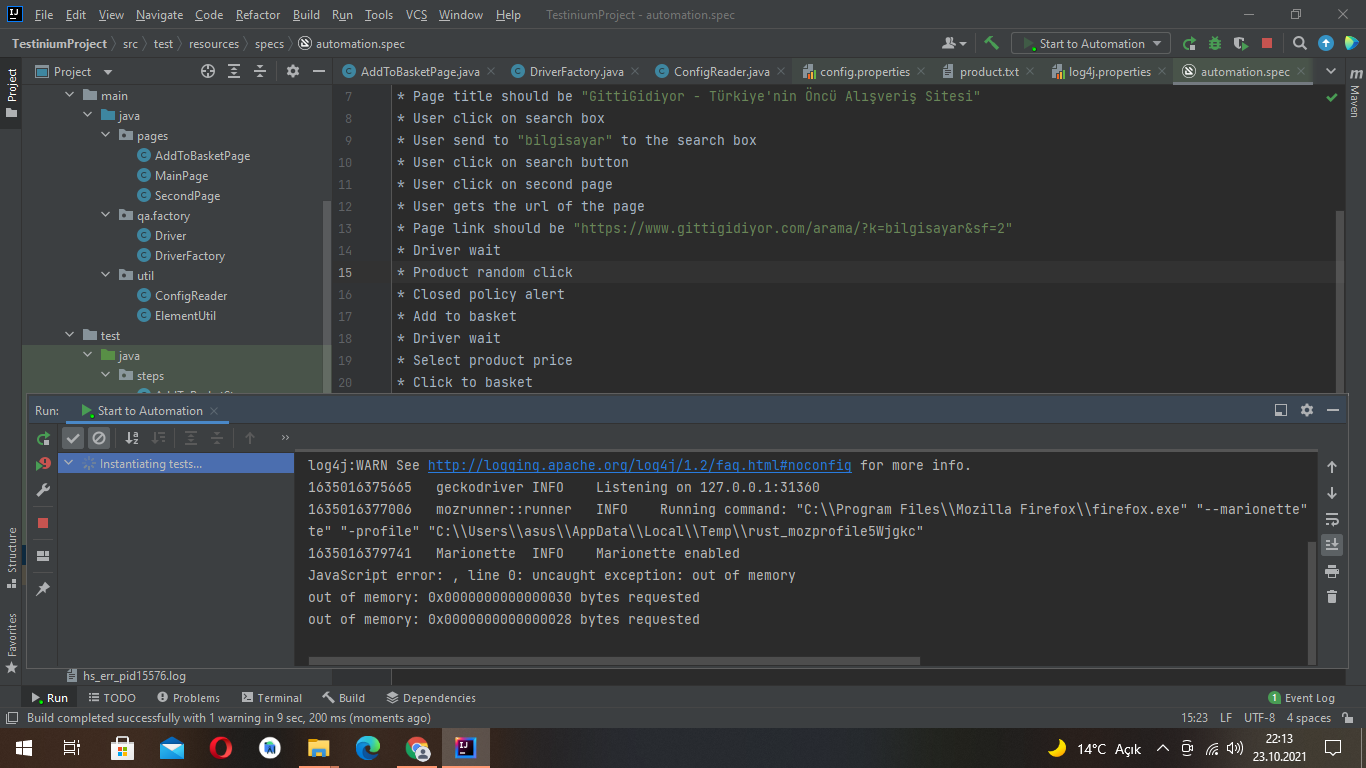 File Edit View Navigate Code Refactor Build Run Tools VCS Window Help TestiniumProject - automation.spec
TestiniumProject src test resources specs automation.spec Start to Automation
Project AddToBasketPage.java DriverFactory.java ConfigReader.java config.properties product.txt log4j.properties automation.spec
Project
Structure
Favorites
Maven
main
java
pages
AddToBasketPage
MainPage
SecondPage
qa.factory
Driver
DriverFactory
util
ConfigReader
ElementUtil
test
java
steps
7 * Page title should be "GittiGidiyor - Türkiye'nin Öncü Alışveriş Sitesi"
8 * User click on search box
9 * User send to "bilgisayar" to the search box
10 * User click on search button
11 * User click on second page
12 * User gets the url of the page
13 * Page link should be "https://www.gittigidiyor.com/arama/?k=bilgisayar&sf=2"
14 * Driver wait
15 * Product random click
16 * Closed policy alert
17 * Add to basket
18 * Driver wait
19 * Select product price
20 * Click to basket
Run: Start to Automation
Instantiating tests...
log4j:WARN See http://logging.apache.org/log4j/1.2/faq.html#noconfig for more info.
1635016375665 geckodriver INFO Listening on 127.0.0.1:31360
1635016377006 mozrunner::runner INFO Running command: "C:\\Program Files\\Mozilla Firefox\\firefox.exe" "--marionette"
te" "-profile" "C:\\Users\\asus\\AppData\\Local\\Temp\\rust_mozprofile5Wjgkc"
1635016379741 Marionette INFO Marionette enabled
JavaScript error: , line 0: uncaught exception: out of memory
out of memory: 0x0000000000000030 bytes requested
out of memory: 0x0000000000000028 bytes requested
hs_err_pid15576.log
Run TODO Problems Terminal Build Dependencies 1 Event Log
Build completed successfully with 1 warning in 9 sec, 200 ms (moments ago) 15:23 LF UTF-8 4 spaces
14°C Açık 22:13
23.10.2021